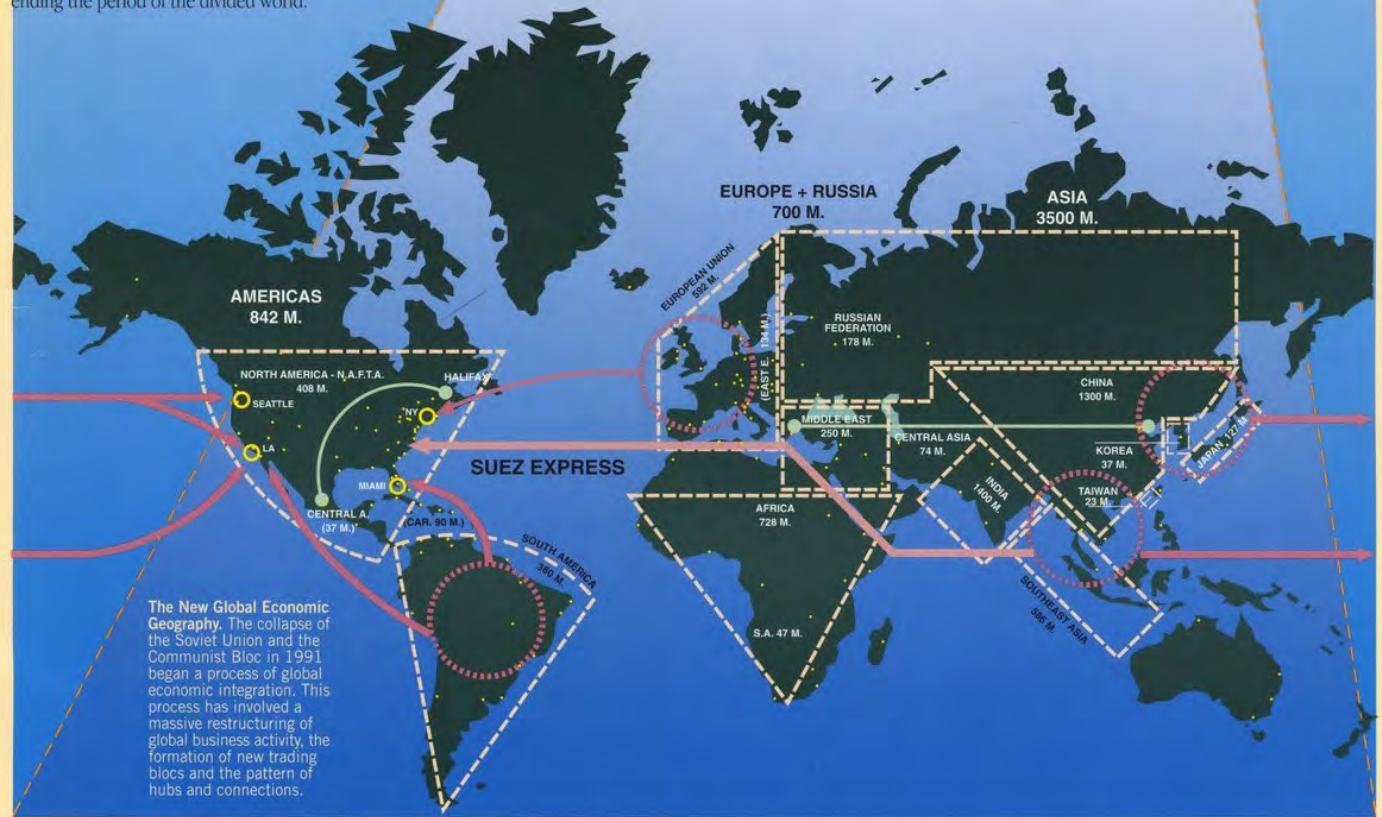 ending the period of the divided world.
EUROPE + RUSSIA
700 M.
ASIA
3500 M.
EUROPEAN UNION
592 M.
AMERICAS
842 M.
RUSSIAN
FEDERATION
178 M.
(EAST E. 134 M.)
NORTH AMERICA - N.A.F.T.A.
408 M.
HALIFAX
CHINA
1300 M.
SEATTLE
NY
MIDDLE EAST
250 M.
CENTRAL ASIA
74 M.
KOREA
37 M.
JAPAN 127 M
LA
SUEZ EXPRESS
MIAMI
INDIA
1400 M.
TAIWAN
23 M.
CENTRAL A.
(37 M.)
(CAR. 90 M.)
AFRICA
728 M.
SOUTH AMERICA
360 M.
SOUTHEAST ASIA
586 M.
S.A. 47 M.
The New Global Economic
Geography. The collapse of
the Soviet Union and the
Communist Bloc in 1991
began a process of global
economic integration. This
process has involved a
massive restructuring of
global business activity, the
formation of new trading
blocs and the pattern of
hubs and connections.